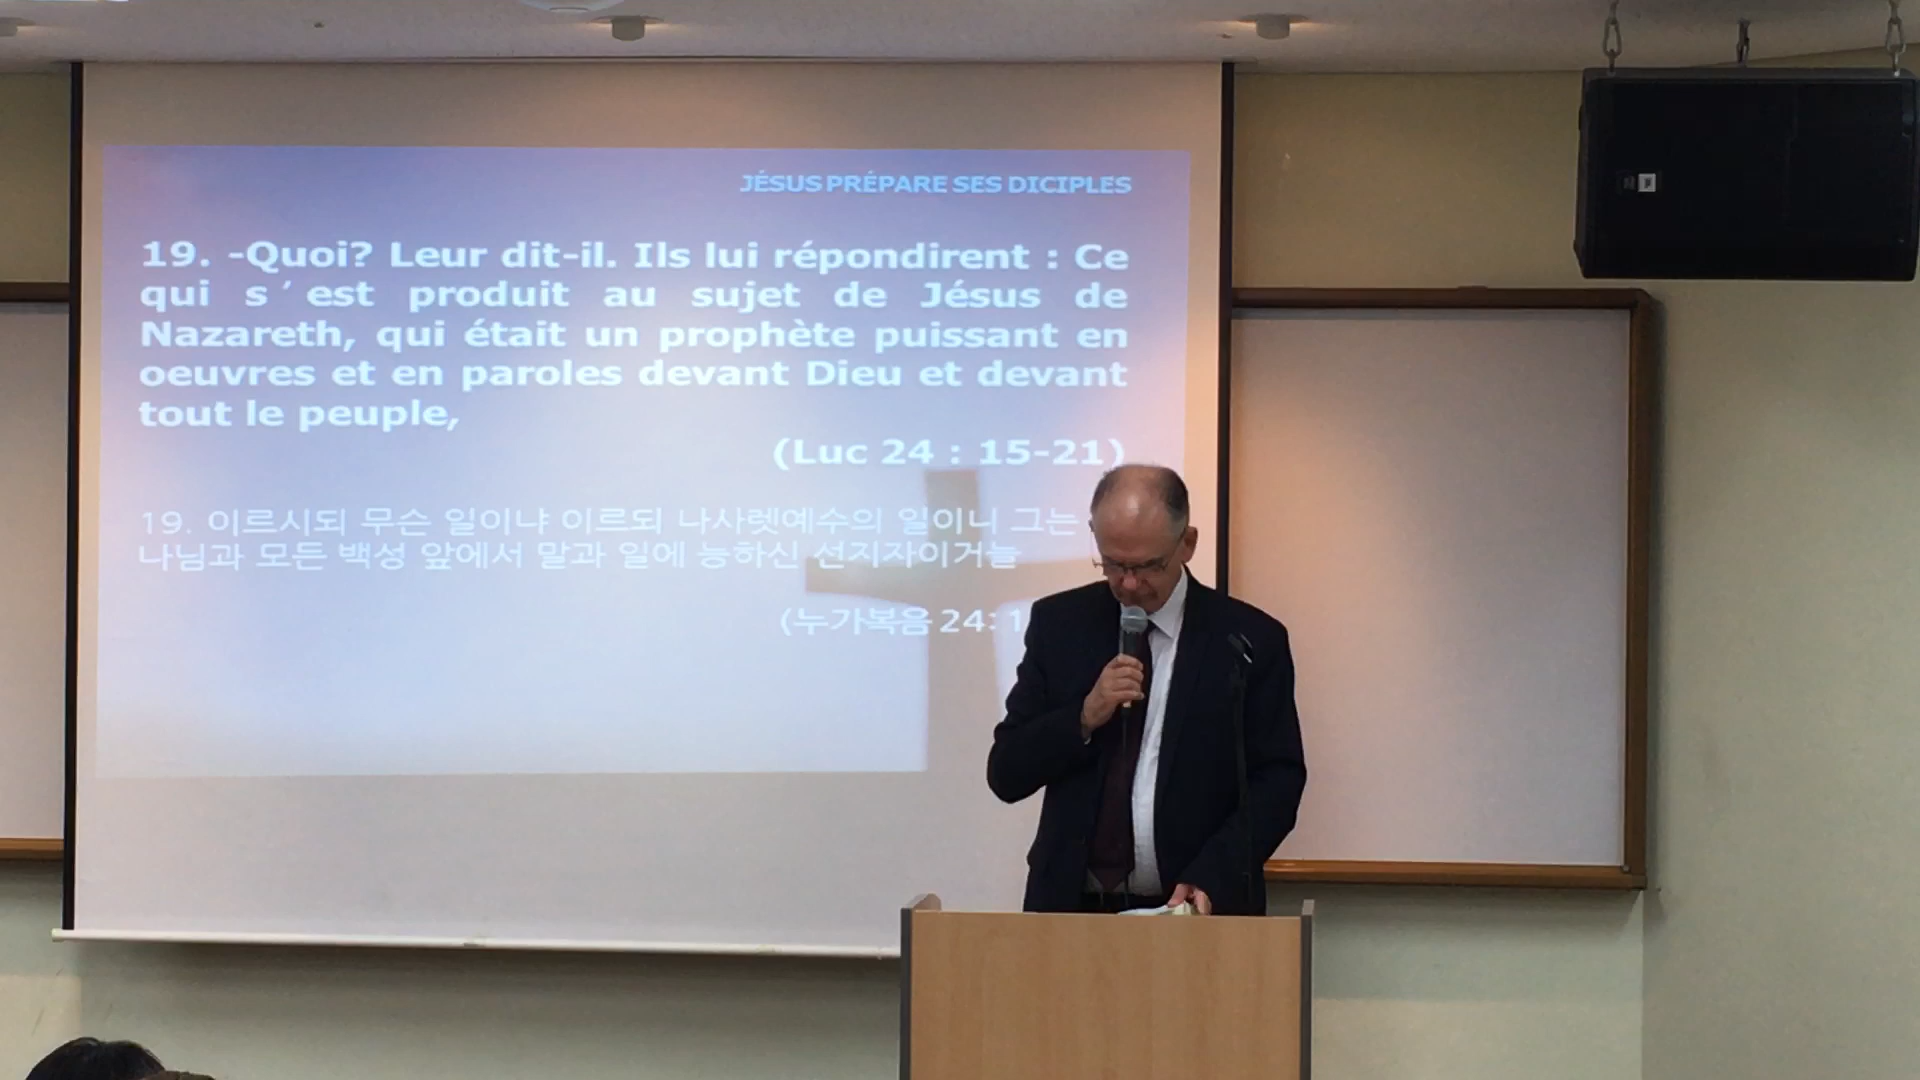 JÉSUS PRÉPARE SES DICIPLES
19. -Quoi? Leur dit-il. Ils lui répondirent : Ce
qui s’est produit au sujet de Jésus de
Nazareth, qui était un prophète puissant en
oeuvres et en paroles devant Dieu et devant
tout le peuple,
(Luc 24 : 15-21)
19. 이르시되 무슨 일이냐 이르되 나사렛예수의 일이니 그는
나님과 모든 백성 앞에서 말과 일에 능하신 선지자이거늘
(누가복음 24:1